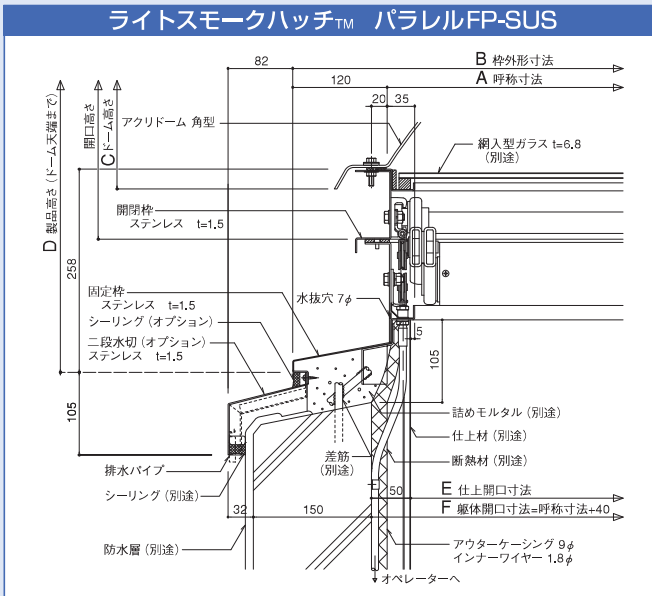 ライトスモークハッチTM パラレルFP-SUS
82
B 枠外形寸法
120
A 呼称寸法
20
35
アクリドーム 角型
網入型ガラス t=6.8
(別途)
D 製品高さ(ドーム天端まで)
開口高さ
Cドーム高さ
開閉枠
ステンレス t=1.5
258
固定枠
ステンレス t=1.5
水抜穴 7φ
シーリング(オプション)
二段水切(オプション)
ステンレス t=1.5
5
105
105
詰めモルタル(別途)
仕上材(別途)
断熱材(別途)
差筋
(別途)
排水パイプ
シーリング(別途)
50
E 仕上開口寸法
32
150
F 躯体開口寸法=呼称寸法+40
防水層(別途)
アウターケーシング 9φ
インナーワイヤー 1.8φ
オペレーターへ